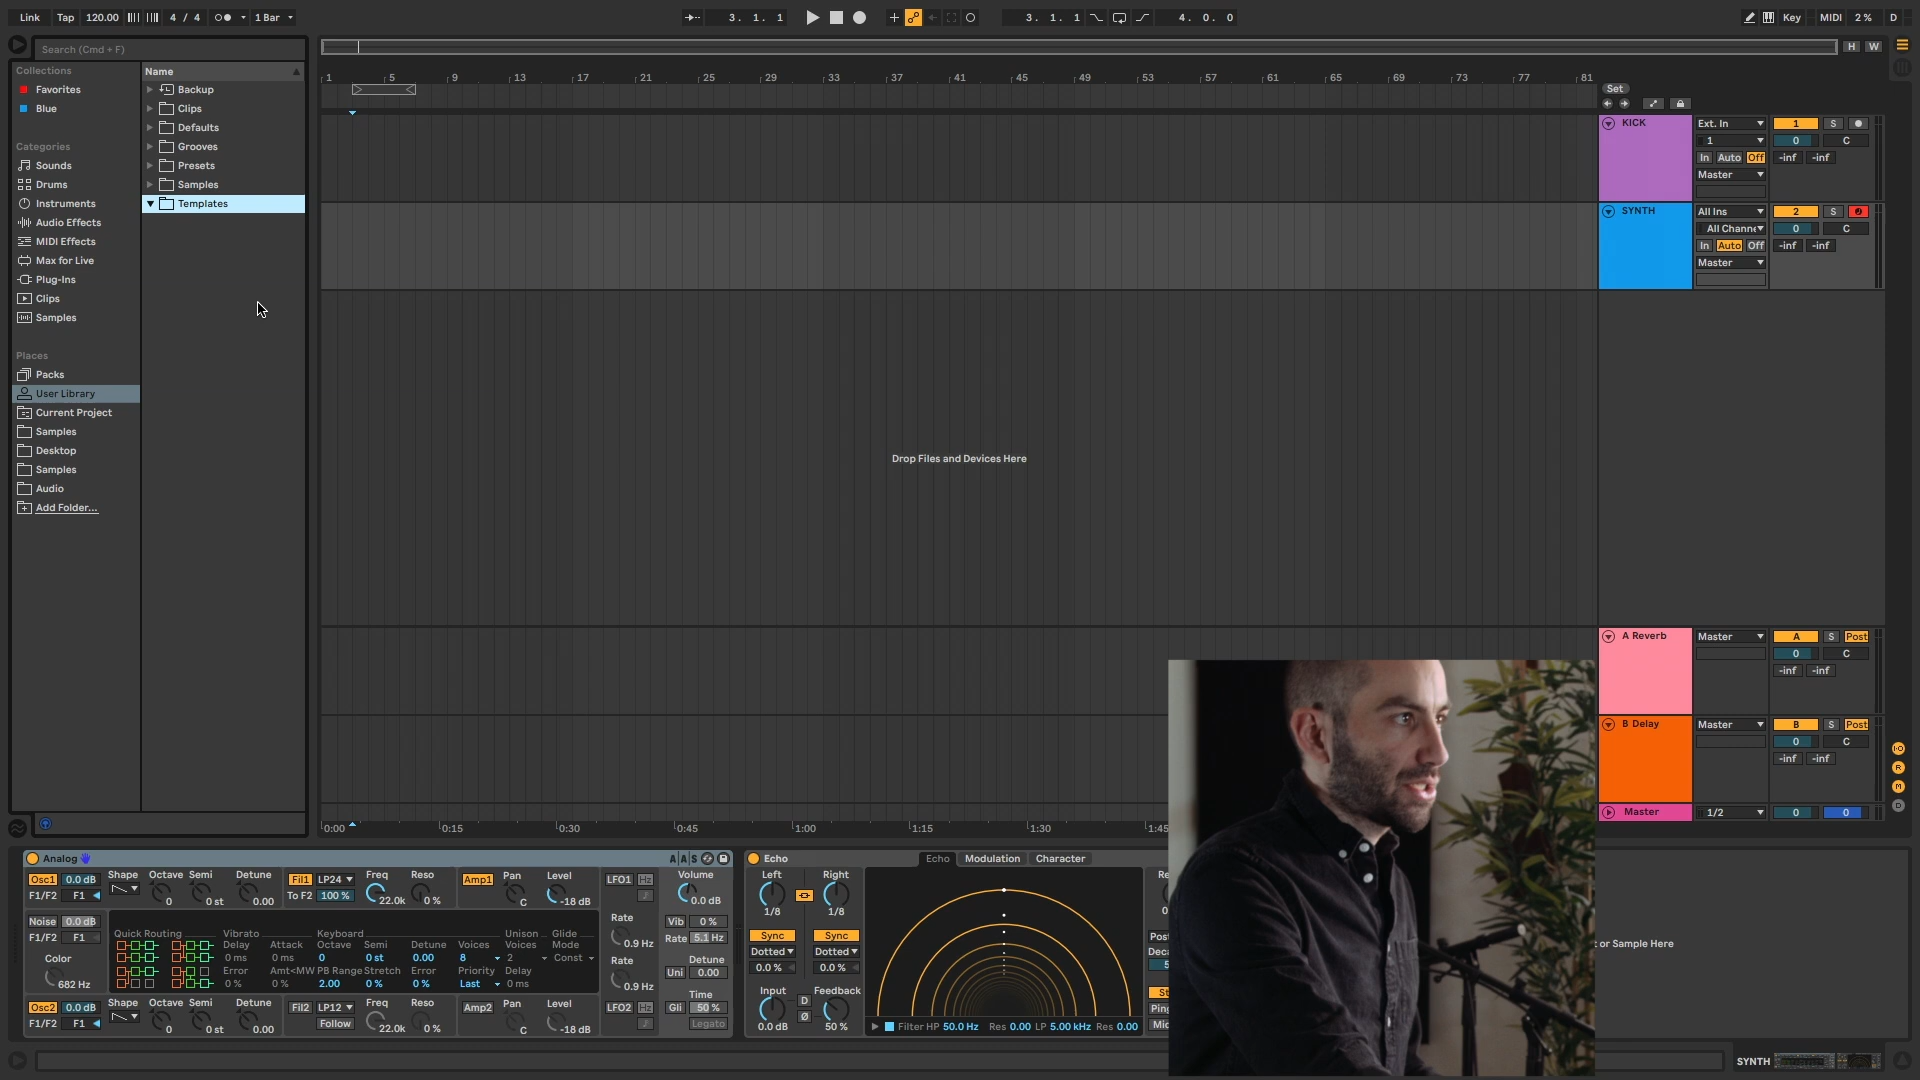 Link Tap 120.00 4 / 4 1 Bar 3. 1. 1 3. 1. 1 4. 0. 0 Key MIDI 2 % D
Search (Cmd + F)
H W
Collections
Favorites
Blue
Categories
Sounds
Drums
Instruments
Audio Effects
MIDI Effects
Max for Live
Plug-Ins
Clips
Samples
Places
Packs
User Library
Current Project
Samples
Desktop
Samples
Audio
Add Folder...
Name
Backup
Clips
Defaults
Grooves
Presets
Samples
Templates
1 5 9 13 17 21 25 29 33 37 41 45 49 53 57 61 65 69 73 77 81
Set
KICK Ext. In 1 S
1 0 C
In Auto Off -inf -inf
Master
SYNTH All Ins 2 S
All Channe 0 C
In Auto Off -inf -inf
Master
Drop Files and Devices Here
A Reverb Master A S Post
0 C
-inf -inf
B Delay Master B S Post
0 C
-inf -inf
Master 1/2 0 0
0:00 0:15 0:30 0:45 1:00 1:15 1:30 1:45
Analog A A S
Osc1 0.0 dB Shape Octave Semi Detune Fil1 LP24 Freq Reso Amp1 Pan Level LFO1 Hz Volume
F1/F2 F1 0 0 st 0.00 To F2 100 % 22.0k 0 % C -18 dB 0.0 dB
Noise 0.0 dB Rate Vib 0 %
F1/F2 F1 Quick Routing Vibrato Keyboard Unison Glide 0.9 Hz Rate 5.1 Hz
Delay Attack Octave Semi Detune Voices Voices Mode
Color 0 ms 0 ms 0 0 st 0.00 8 2 Const Rate Detune
682 Hz Error Amt<MW PB Range Stretch Error Priority Delay Uni 0.00
0 % 0 % 2.00 0 % 0 % Last 0 ms 0.9 Hz Time
Osc2 0.0 dB Shape Octave Semi Detune Fil2 LP12 Freq Reso Amp2 Pan Level LFO2 Hz Gli 50 %
F1/F2 F1 0 0 st 0.00 Follow 22.0k 0 % C -18 dB Legato
Echo Echo Modulation Character
Left Right
1/8 1/8
Sync Sync
Dotted Dotted
0.0 % 0.0 %
Input D Feedback
0.0 dB Ø 50 %
Filter HP 50.0 Hz Res 0.00 LP 5.00 kHz Res 0.00
or Sample Here
SYNTH
I·O
R
M
D